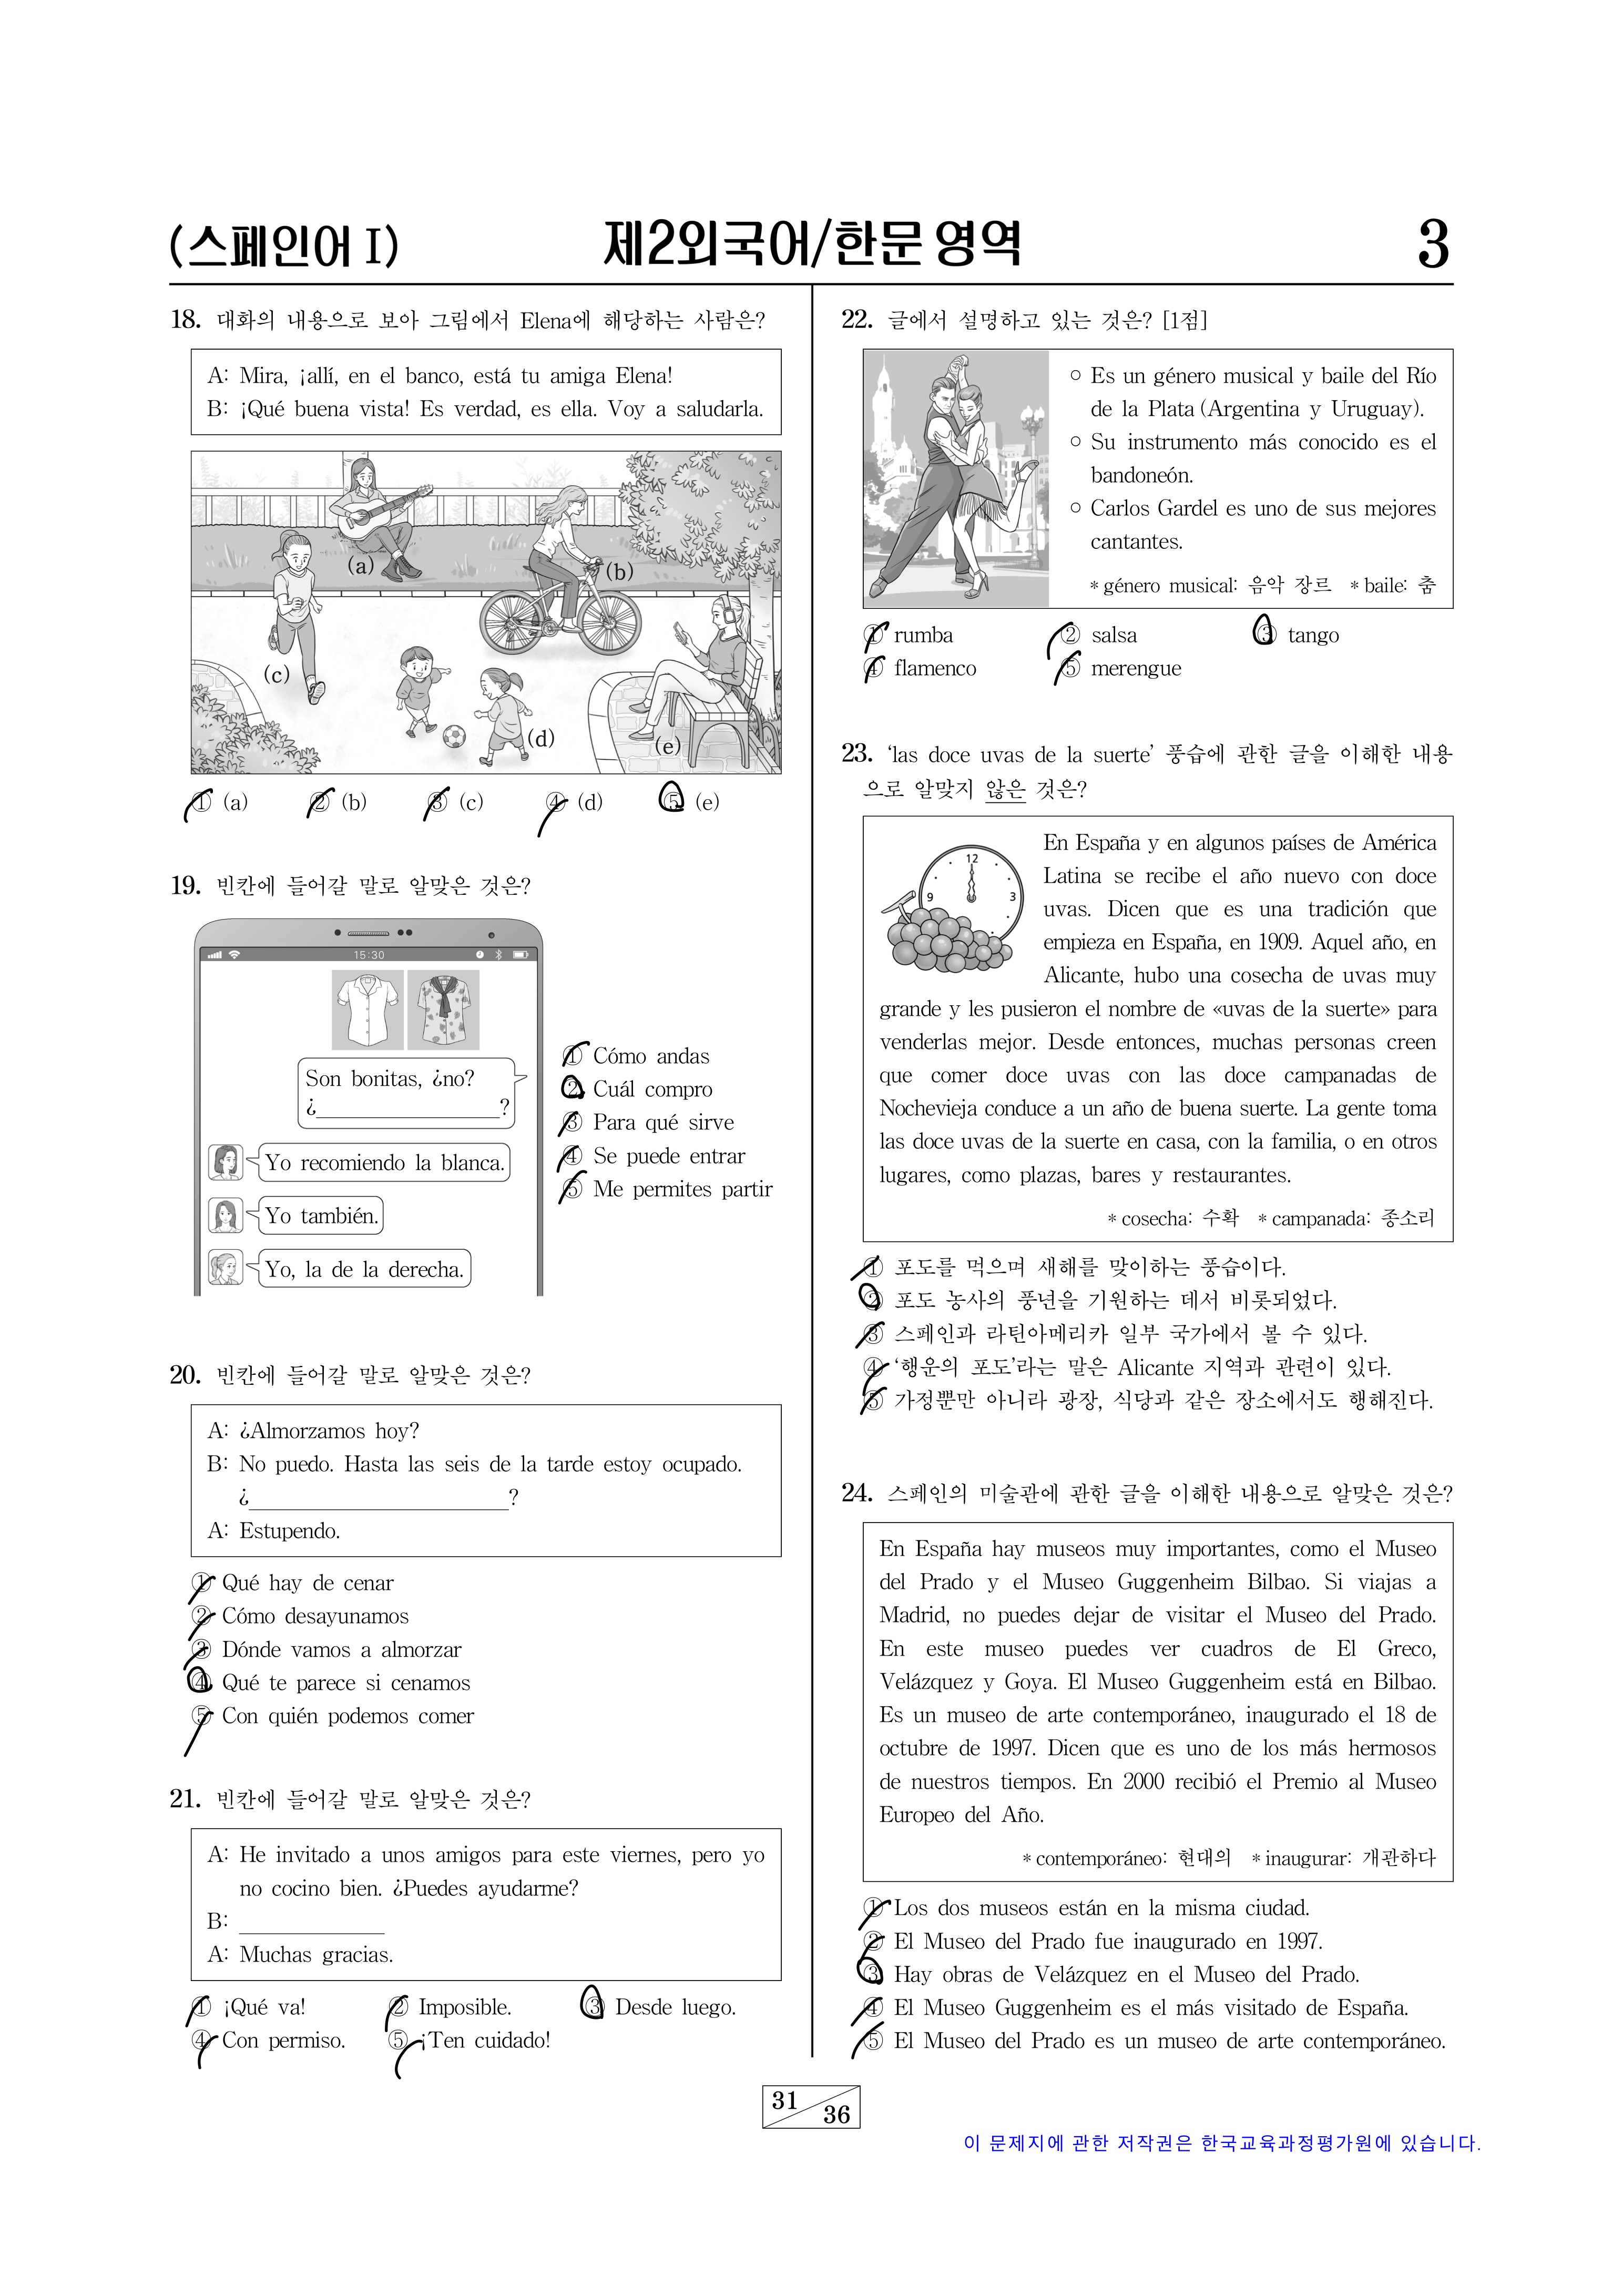 (스페인어 I)
제2외국어/한문 영역
3
18. 대화의 내용으로 보아 그림에서 Elena에 해당하는 사람은?
A: Mira, ¡allí, en el banco, está tu amiga Elena!
B: ¡Qué buena vista! Es verdad, es ella. Voy a saludarla.
(a)
(b)
(c)
(d)
(e)
① (a) ② (b) ③ (c) ④ (d) ⑤ (e)
19. 빈칸에 들어갈 말로 알맞은 것은?
15:30
Son bonitas, ¿no?
¿____________________?
Yo recomiendo la blanca.
Yo también.
Yo, la de la derecha.
① Cómo andas
② Cuál compro
③ Para qué sirve
④ Se puede entrar
⑤ Me permites partir
20. 빈칸에 들어갈 말로 알맞은 것은?
A: ¿Almorzamos hoy?
B: No puedo. Hasta las seis de la tarde estoy ocupado.
¿____________________?
A: Estupendo.
① Qué hay de cenar
② Cómo desayunamos
③ Dónde vamos a almorzar
④ Qué te parece si cenamos
⑤ Con quién podemos comer
21. 빈칸에 들어갈 말로 알맞은 것은?
A: He invitado a unos amigos para este viernes, pero yo
no cocino bien. ¿Puedes ayudarme?
B: ____________
A: Muchas gracias.
① ¡Qué va! ② Imposible. ③ Desde luego.
④ Con permiso. ⑤ ¡Ten cuidado!
22. 글에서 설명하고 있는 것은? [1점]
○ Es un género musical y baile del Río
de la Plata (Argentina y Uruguay).
○ Su instrumento más conocido es el
bandoneón.
○ Carlos Gardel es uno de sus mejores
cantantes.
* género musical: 음악 장르 * baile: 춤
① rumba ② salsa ③ tango
④ flamenco ⑤ merengue
23. ‘las doce uvas de la suerte’ 풍습에 관한 글을 이해한 내용
으로 알맞지 않은 것은?
12
9 3
En España y en algunos países de América
Latina se recibe el año nuevo con doce
uvas. Dicen que es una tradición que
empieza en España, en 1909. Aquel año, en
Alicante, hubo una cosecha de uvas muy
grande y les pusieron el nombre de «uvas de la suerte» para
venderlas mejor. Desde entonces, muchas personas creen
que comer doce uvas con las doce campanadas de
Nochevieja conduce a un año de buena suerte. La gente toma
las doce uvas de la suerte en casa, con la familia, o en otros
lugares, como plazas, bares y restaurantes.
* cosecha: 수확 * campanada: 종소리
① 포도를 먹으며 새해를 맞이하는 풍습이다.
② 포도 농사의 풍년을 기원하는 데서 비롯되었다.
③ 스페인과 라틴아메리카 일부 국가에서 볼 수 있다.
④ ‘행운의 포도’라는 말은 Alicante 지역과 관련이 있다.
⑤ 가정뿐만 아니라 광장, 식당과 같은 장소에서도 행해진다.
24. 스페인의 미술관에 관한 글을 이해한 내용으로 알맞은 것은?
En España hay museos muy importantes, como el Museo
del Prado y el Museo Guggenheim Bilbao. Si viajas a
Madrid, no puedes dejar de visitar el Museo del Prado.
En este museo puedes ver cuadros de El Greco,
Velázquez y Goya. El Museo Guggenheim está en Bilbao.
Es un museo de arte contemporáneo, inaugurado el 18 de
octubre de 1997. Dicen que es uno de los más hermosos
de nuestros tiempos. En 2000 recibió el Premio al Museo
Europeo del Año.
* contemporáneo: 현대의 * inaugurar: 개관하다
① Los dos museos están en la misma ciudad.
② El Museo del Prado fue inaugurado en 1997.
③ Hay obras de Velázquez en el Museo del Prado.
④ El Museo Guggenheim es el más visitado de España.
⑤ El Museo del Prado es un museo de arte contemporáneo.
31
36
이 문제지에 관한 저작권은 한국교육과정평가원에 있습니다.